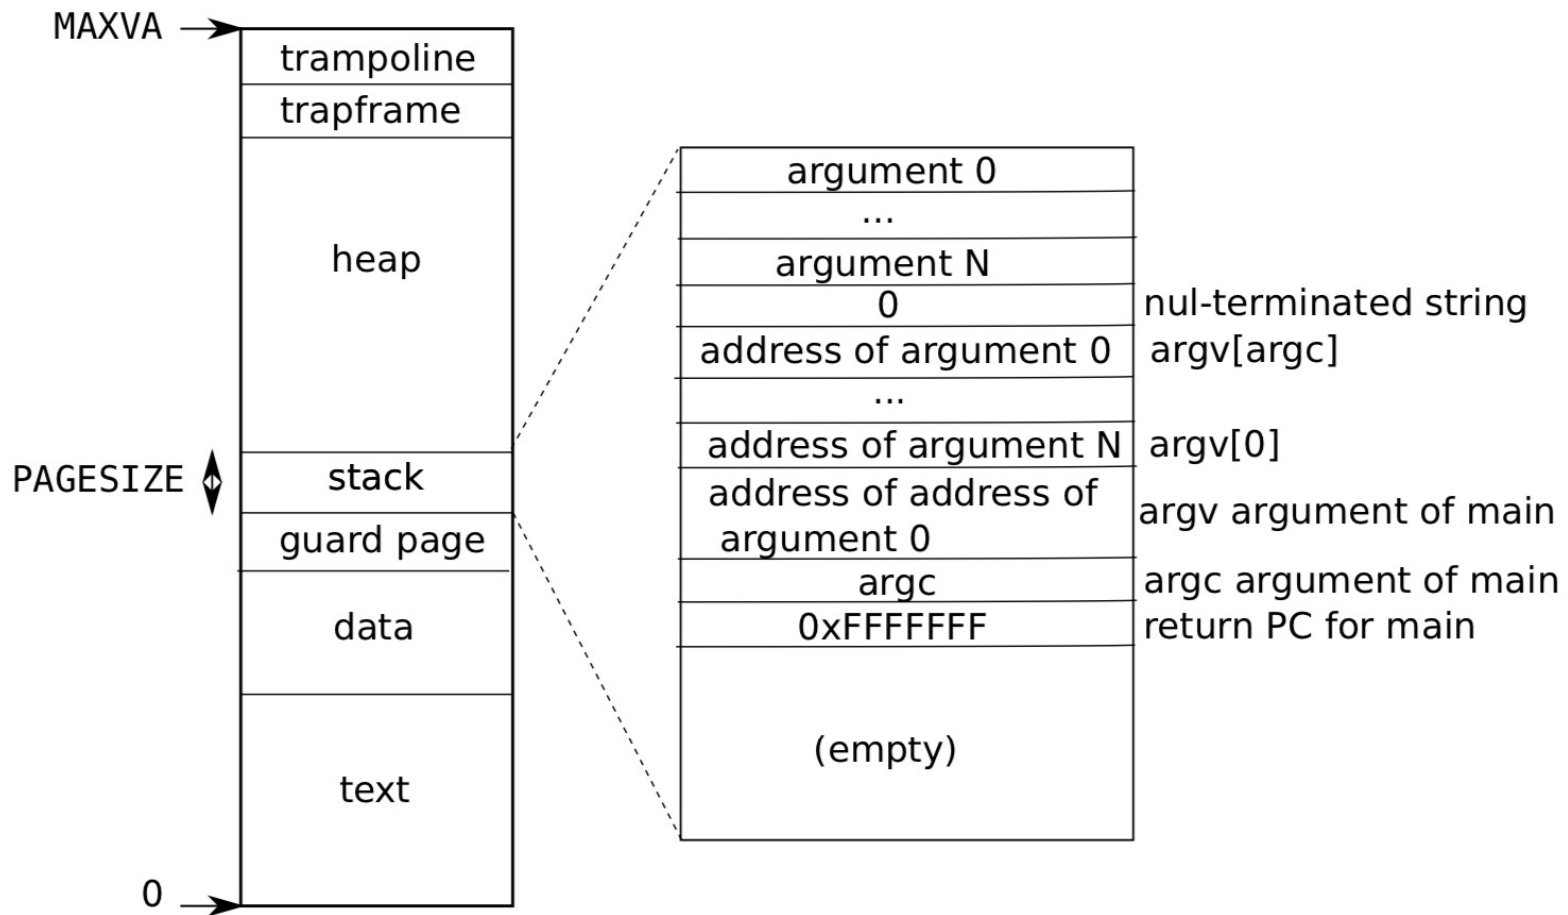 MAXVA
trampoline
trapframe
heap
PAGESIZE
stack
guard page
data
text
0
argument 0
...
argument N
0 nul-terminated string
address of argument 0 argv[argc]
...
address of argument N argv[0]
address of address of
argument 0
argv argument of main
argc argc argument of main
0xFFFFFFF return PC for main
(empty)